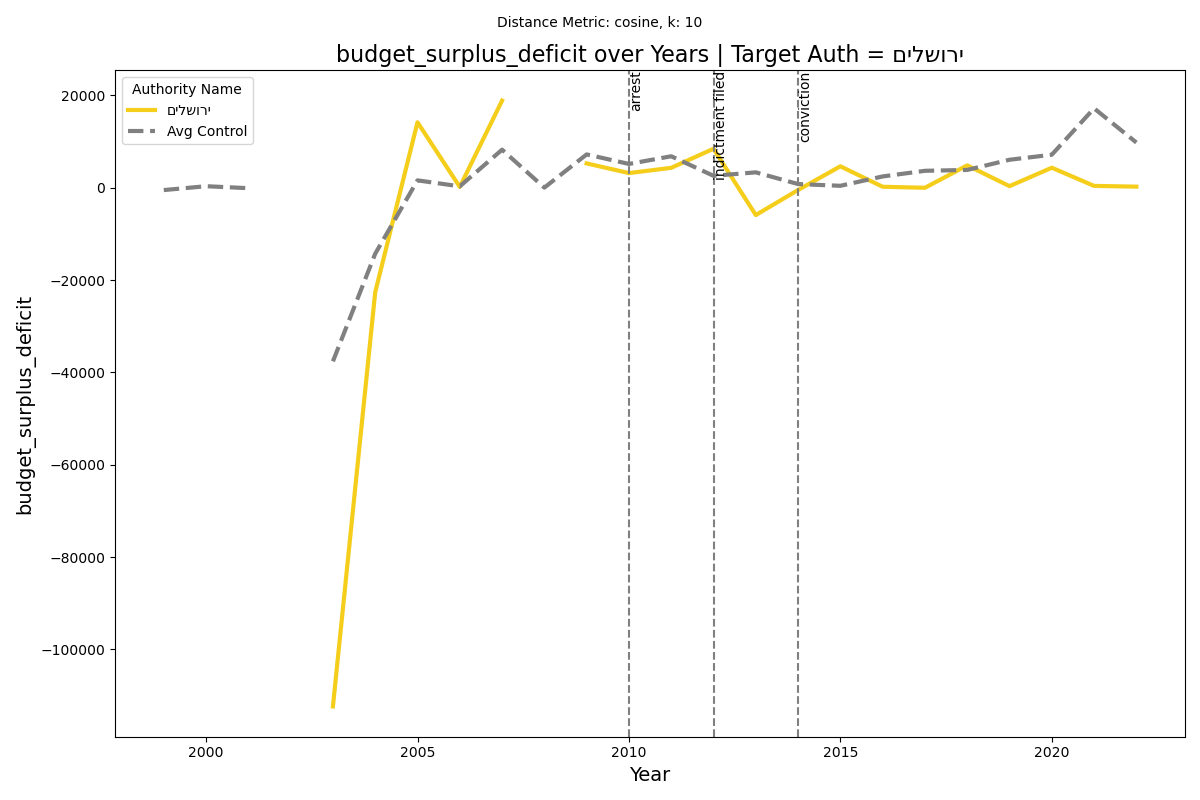 Distance Metric: cosine, k: 10
budget_surplus_deficit over Years | Target Auth = ירושלים
Authority Name
ירושלים
Avg Control
arrest
indictment filed
conviction
20000
0
−20000
−40000
−60000
−80000
−100000
budget_surplus_deficit
2000
2005
2010
2015
2020
Year